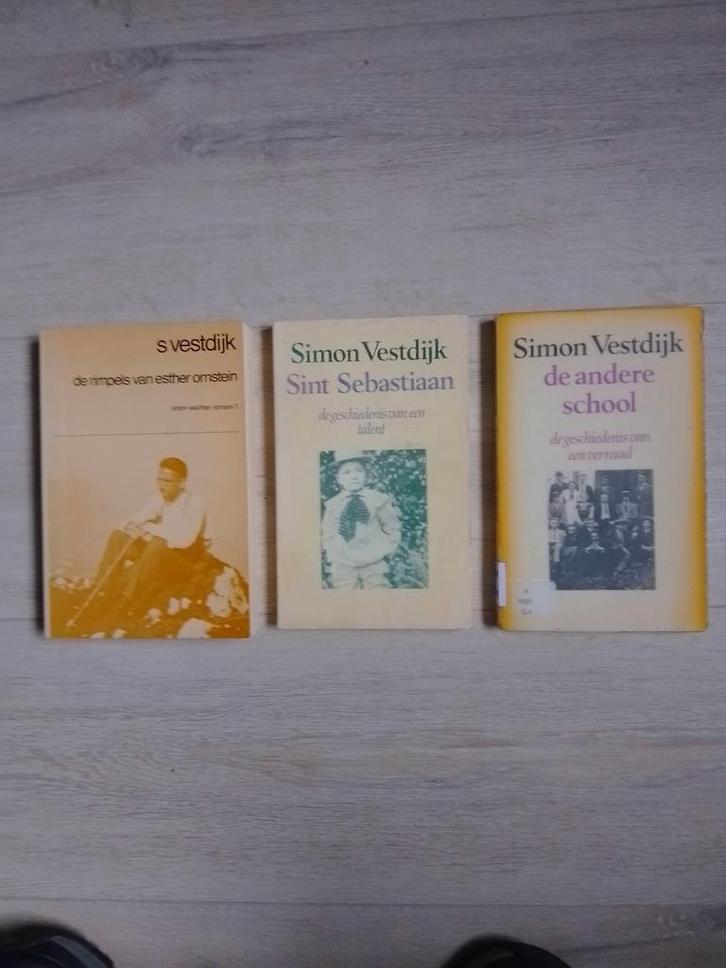 s vestdijk
de rimpels van esther ornstein
anton wachter romans 7
Simon Vestdijk
Sint Sebastiaan
de geschiedenis van een
talent
Simon Vestdijk
de andere
school
de geschiedenis van
een verraad